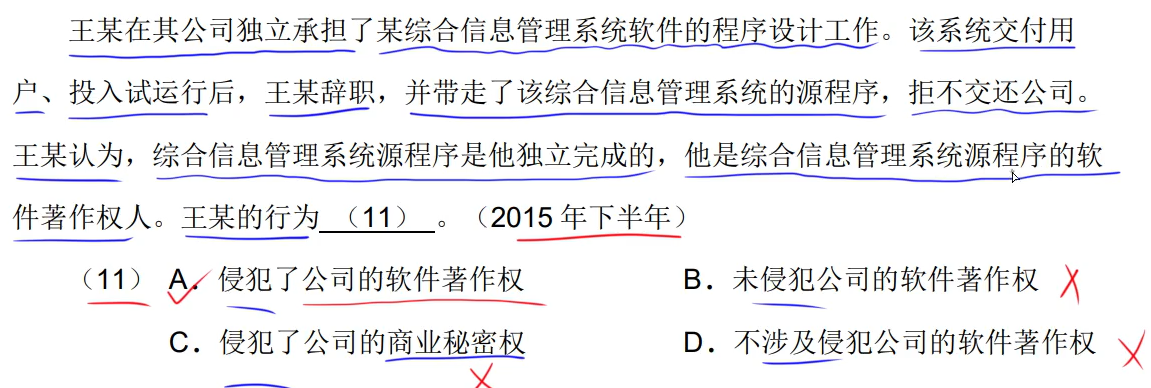 王某在其公司独立承担了某综合信息管理系统软件的程序设计工作。该系统交付用
户、投入试运行后，王某辞职，并带走了该综合信息管理系统的源程序，拒不交还公司。
王某认为，综合信息管理系统源程序是他独立完成的，他是综合信息管理系统源程序的软
件著作权人。王某的行为 （11） 。（2015 年下半年）
（11） A．侵犯了公司的软件著作权 B．未侵犯公司的软件著作权
C．侵犯了公司的商业秘密权 D．不涉及侵犯公司的软件著作权